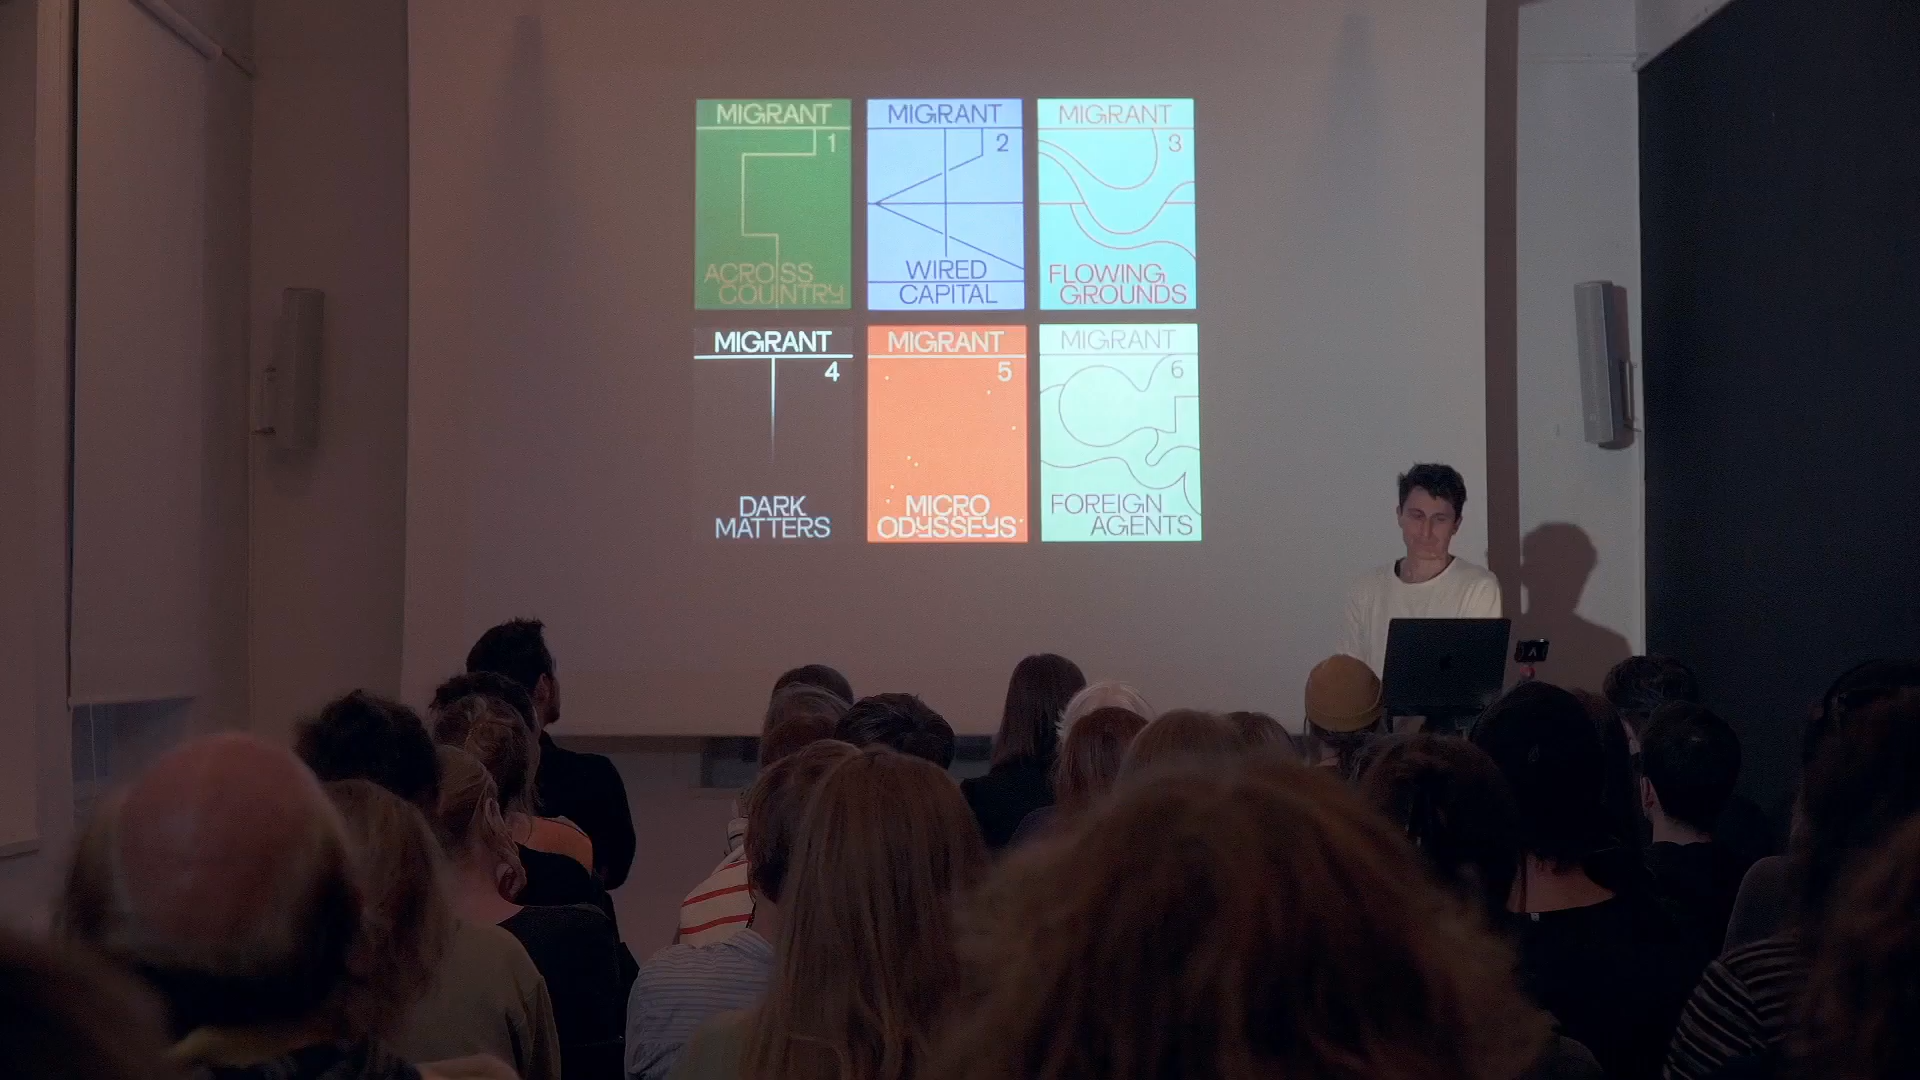 MIGRANT
1
ACROSS
COUNTRY
MIGRANT
2
WIRED
CAPITAL
MIGRANT
3
FLOWING
GROUNDS
MIGRANT
4
DARK
MATTERS
MIGRANT
5
MICRO
ODYSSEYS
MIGRANT
6
FOREIGN
AGENTS